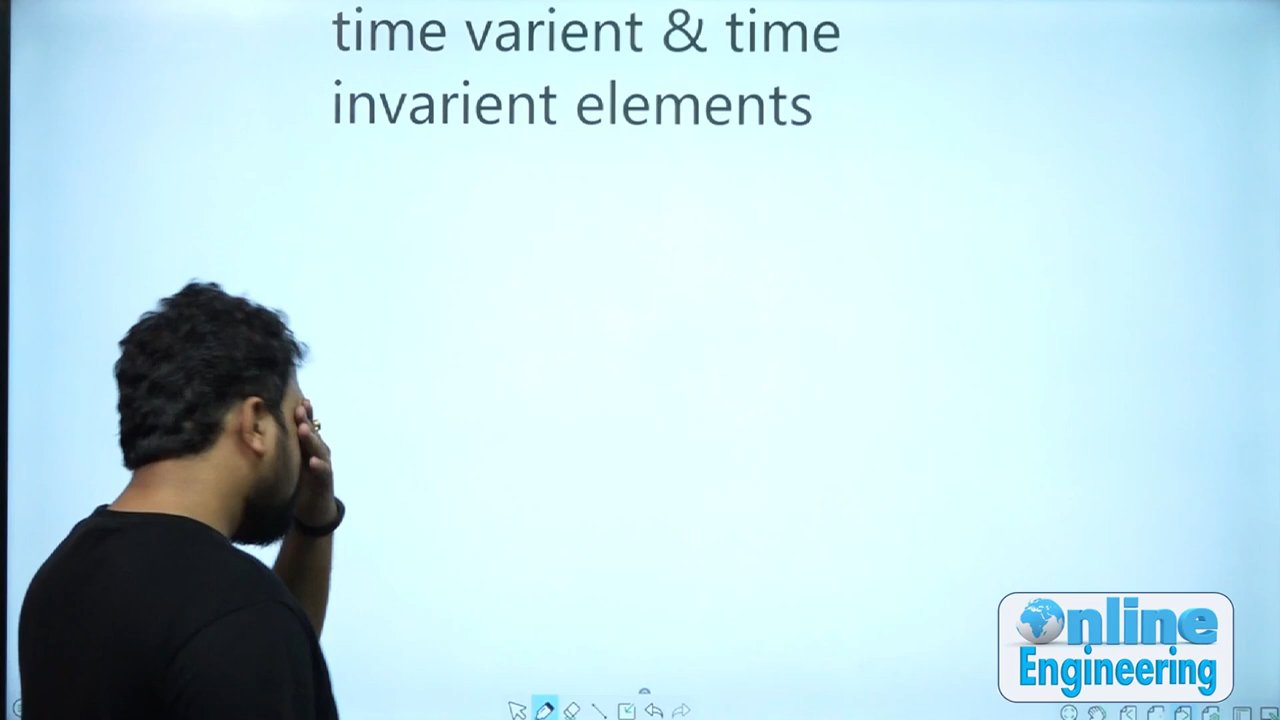 time varient & time
invarient elements
Online
Engineering